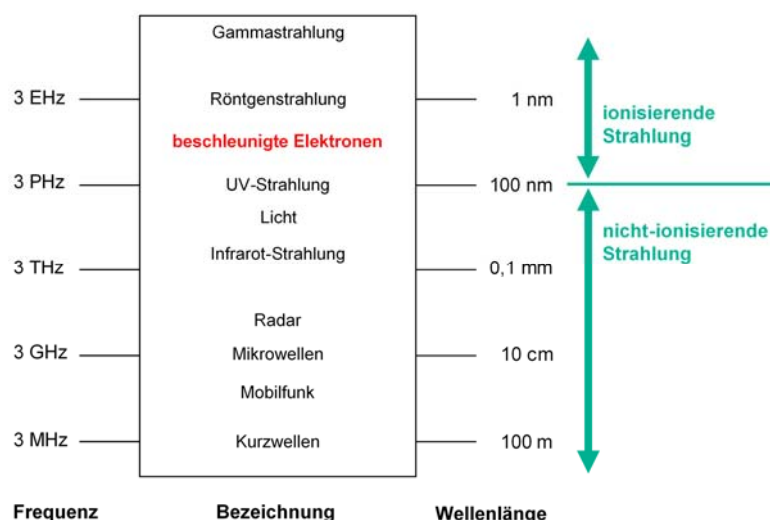 Gammastrahlung
3 EHz Röntgenstrahlung 1 nm
ionisierende
Strahlung
beschleunigte Elektronen
3 PHz UV-Strahlung 100 nm
Licht
nicht-ionisierende
Strahlung
Infrarot-Strahlung
3 THz 0,1 mm
Radar
3 GHz Mikrowellen 10 cm
Mobilfunk
3 MHz Kurzwellen 100 m
Frequenz Bezeichnung Wellenlänge